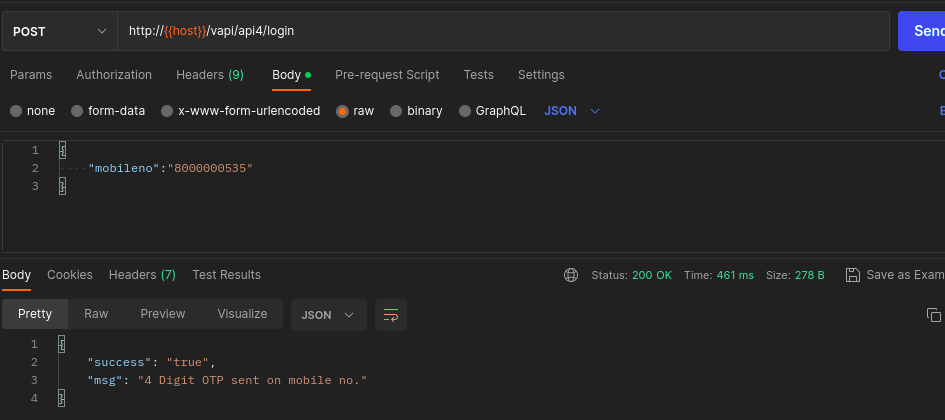 POST http://{{host}}/vapi/api4/login Send
Params Authorization Headers (9) Body Pre-request Script Tests Settings
none form-data x-www-form-urlencoded raw binary GraphQL JSON
1 {
2 "mobileno":"8000000535"
3 }
Body Cookies Headers (7) Test Results Status: 200 OK Time: 461 ms Size: 278 B Save as Exam
Pretty Raw Preview Visualize JSON
1 {
2 "success": "true",
3 "msg": "4 Digit OTP sent on mobile no."
4 }